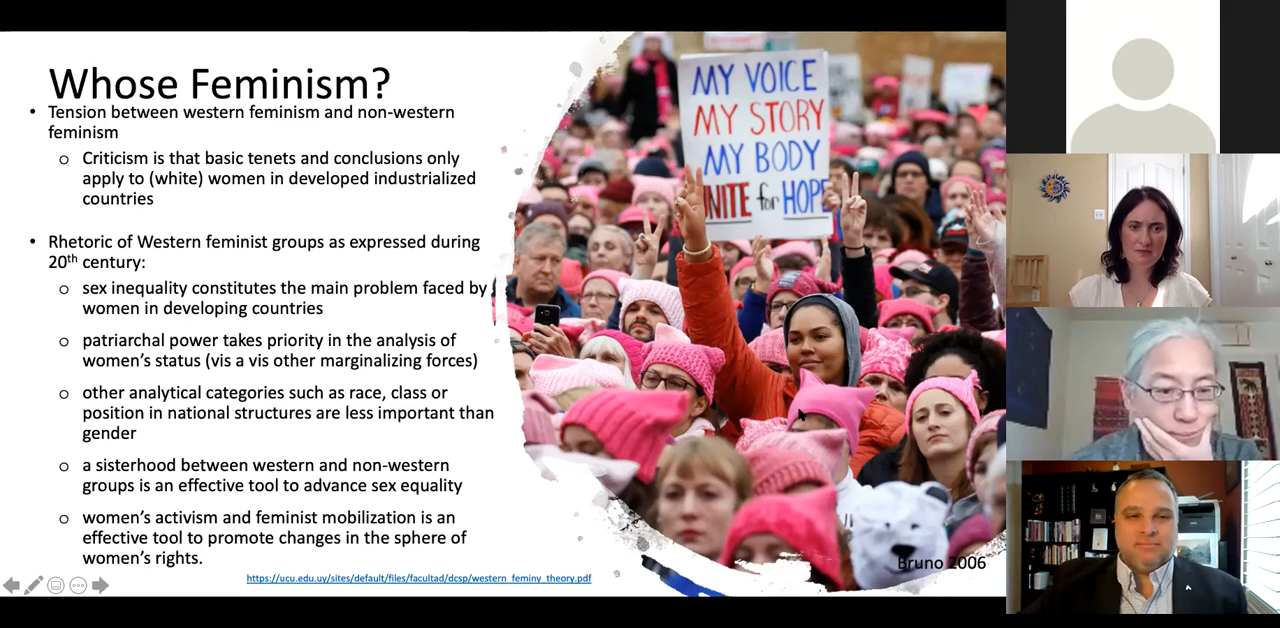 Whose Feminism?
• Tension between western feminism and non-western
feminism
o Criticism is that basic tenets and conclusions only
apply to (white) women in developed industrialized
countries
• Rhetoric of Western feminist groups as expressed during
20th century:
o sex inequality constitutes the main problem faced by
women in developing countries
o patriarchal power takes priority in the analysis of
women's status (vis a vis other marginalizing forces)
o other analytical categories such as race, class or
position in national structures are less important than
gender
o a sisterhood between western and non-western
groups is an effective tool to advance sex equality
o women's activism and feminist mobilization is an
effective tool to promote changes in the sphere of
women's rights.
https://ucu.edu.uy/sites/default/files/facultad/dcsp/western_feminy_theory.pdf
MY VOICE
MY STORY
MY BODY
UNITE for HOPE
Bruno 2006